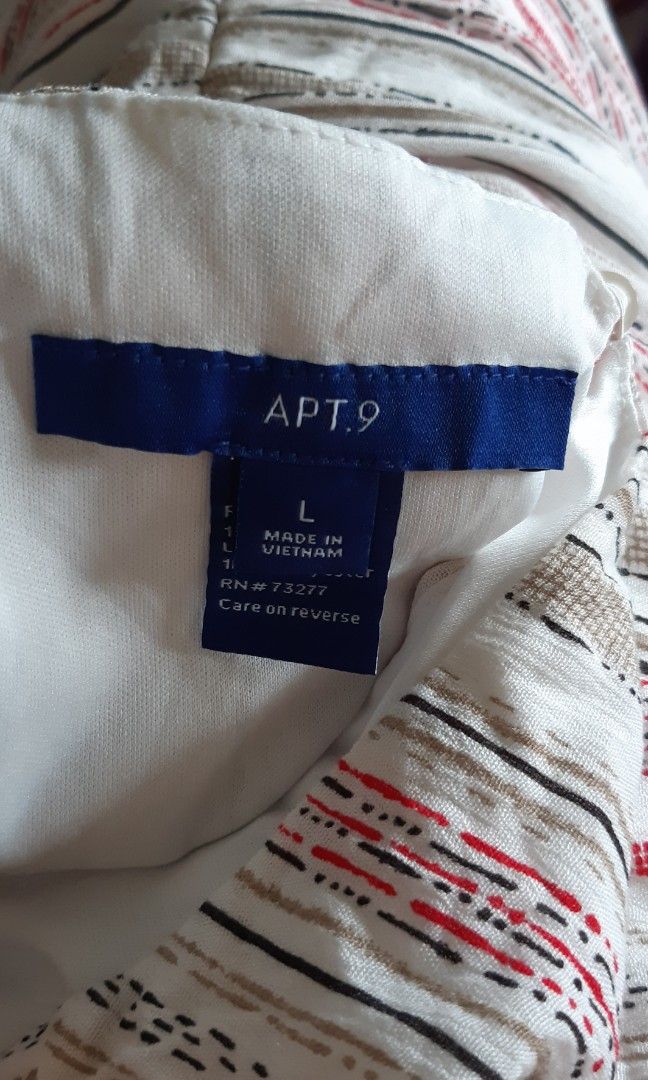 APT.9
L
MADE IN
VIETNAM
RN# 73277
Care on reverse